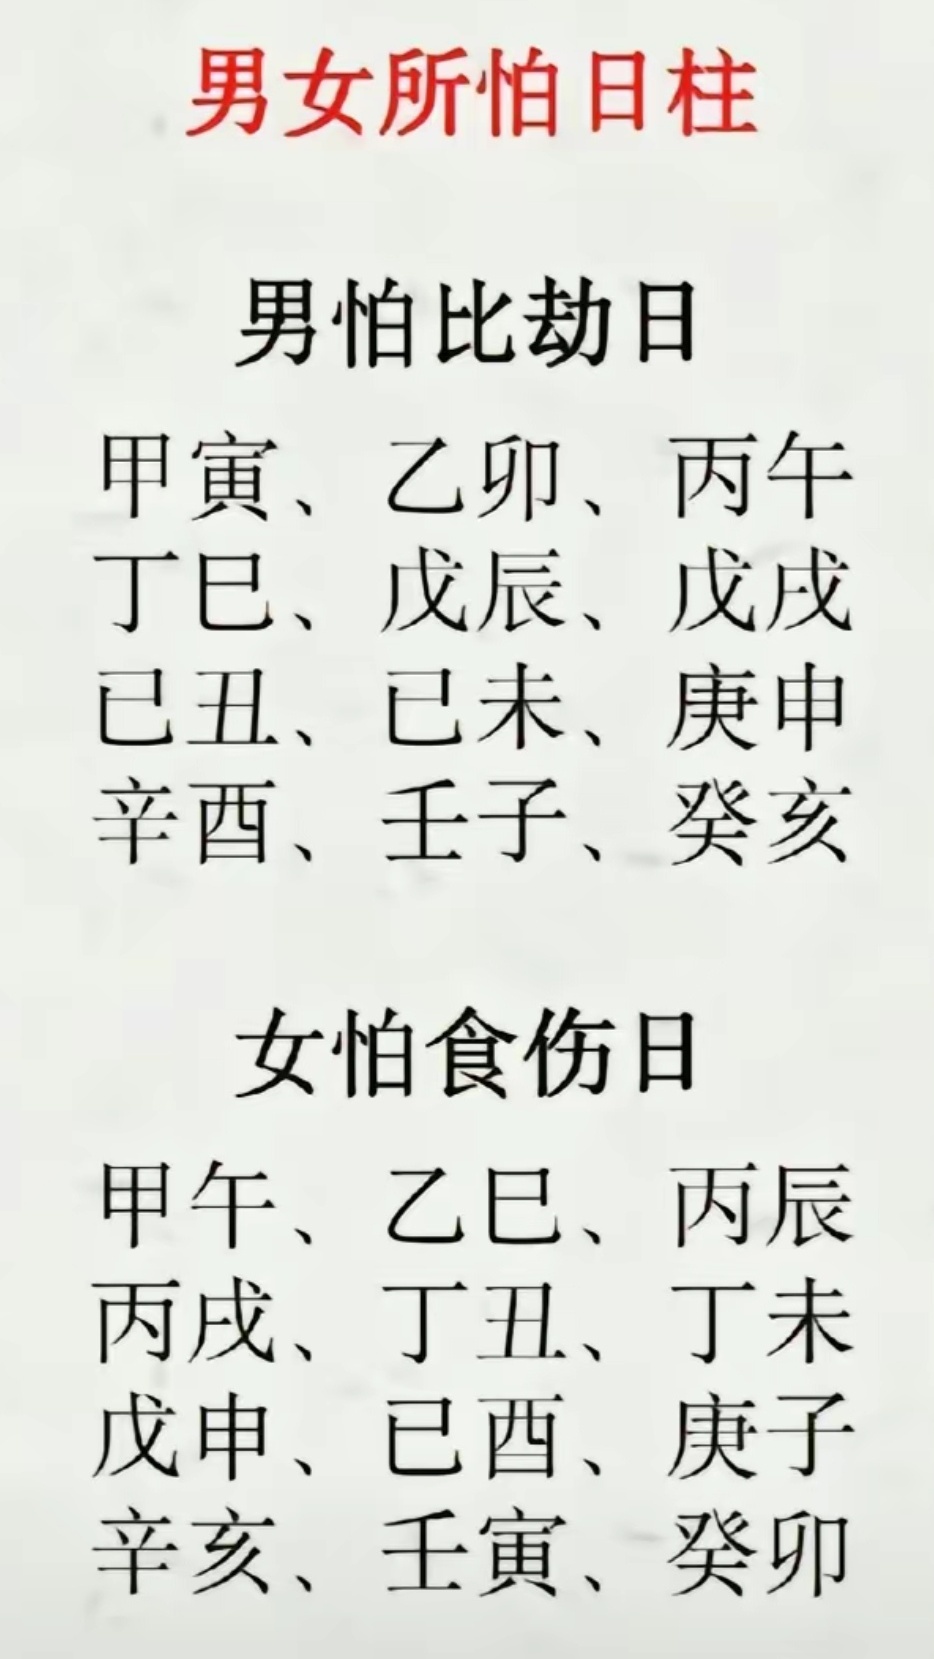 男女所怕日柱
男怕比劫日
甲寅、乙卯、丙午
丁巳、戊辰、戊戌
已丑、已未、庚申
辛酉、壬子、癸亥
女怕食伤日
甲午、乙巳、丙辰
丙戌、丁丑、丁未
戊申、已酉、庚子
辛亥、壬寅、癸卯